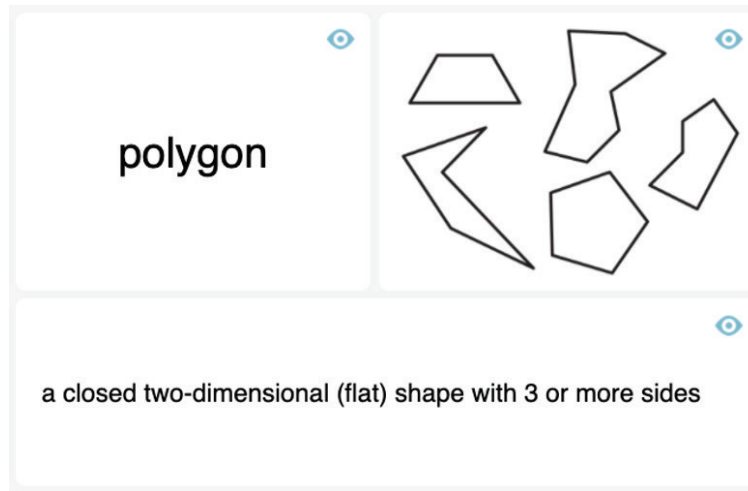 polygon
a closed two-dimensional (flat) shape with 3 or more sides